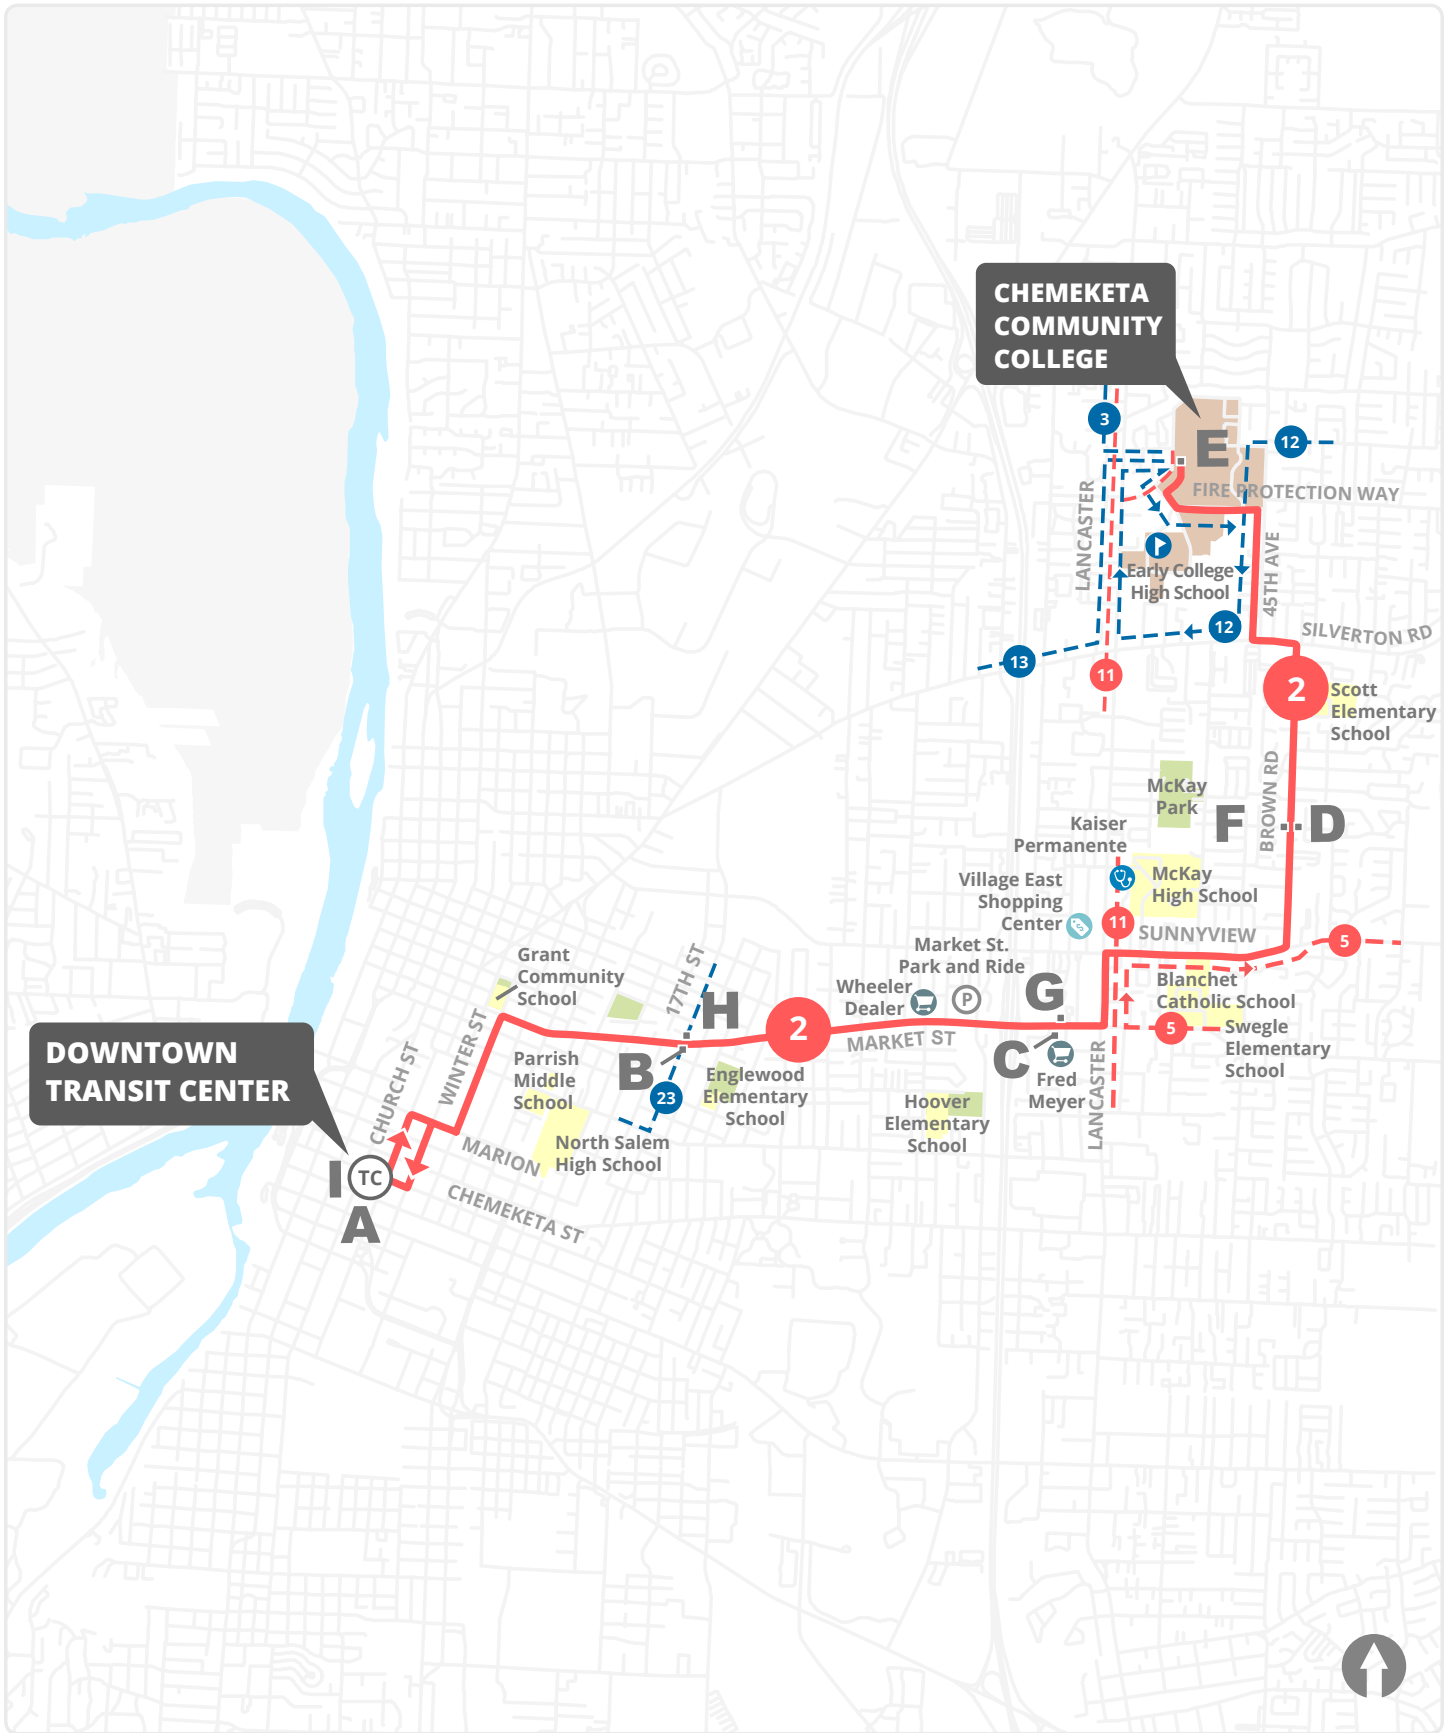 CHEMEKETA
COMMUNITY
COLLEGE
3
E
12
FIRE PROTECTION WAY
LANCASTER
Early College
High School
45TH AVE
12
SILVERTON RD
13
11
2
Scott
Elementary
School
McKay
Park
BROWN RD
F
D
Kaiser
Permanente
McKay
High School
Village East
Shopping
Center
11
SUNNYVIEW
5
Market St.
Park and Ride
Grant
Community
School
17TH ST
Wheeler
Dealer
P
G
Blanchet
Catholic School
H
2
MARKET ST
5
Swegle
Elementary
School
WINTER ST
DOWNTOWN
TRANSIT CENTER
CHURCH ST
Parrish
Middle
School
B
23
Englewood
Elementary
School
C
Fred
Meyer
LANCASTER
Hoover
Elementary
School
North Salem
High School
MARION
I
TC
A
CHEMEKETA ST